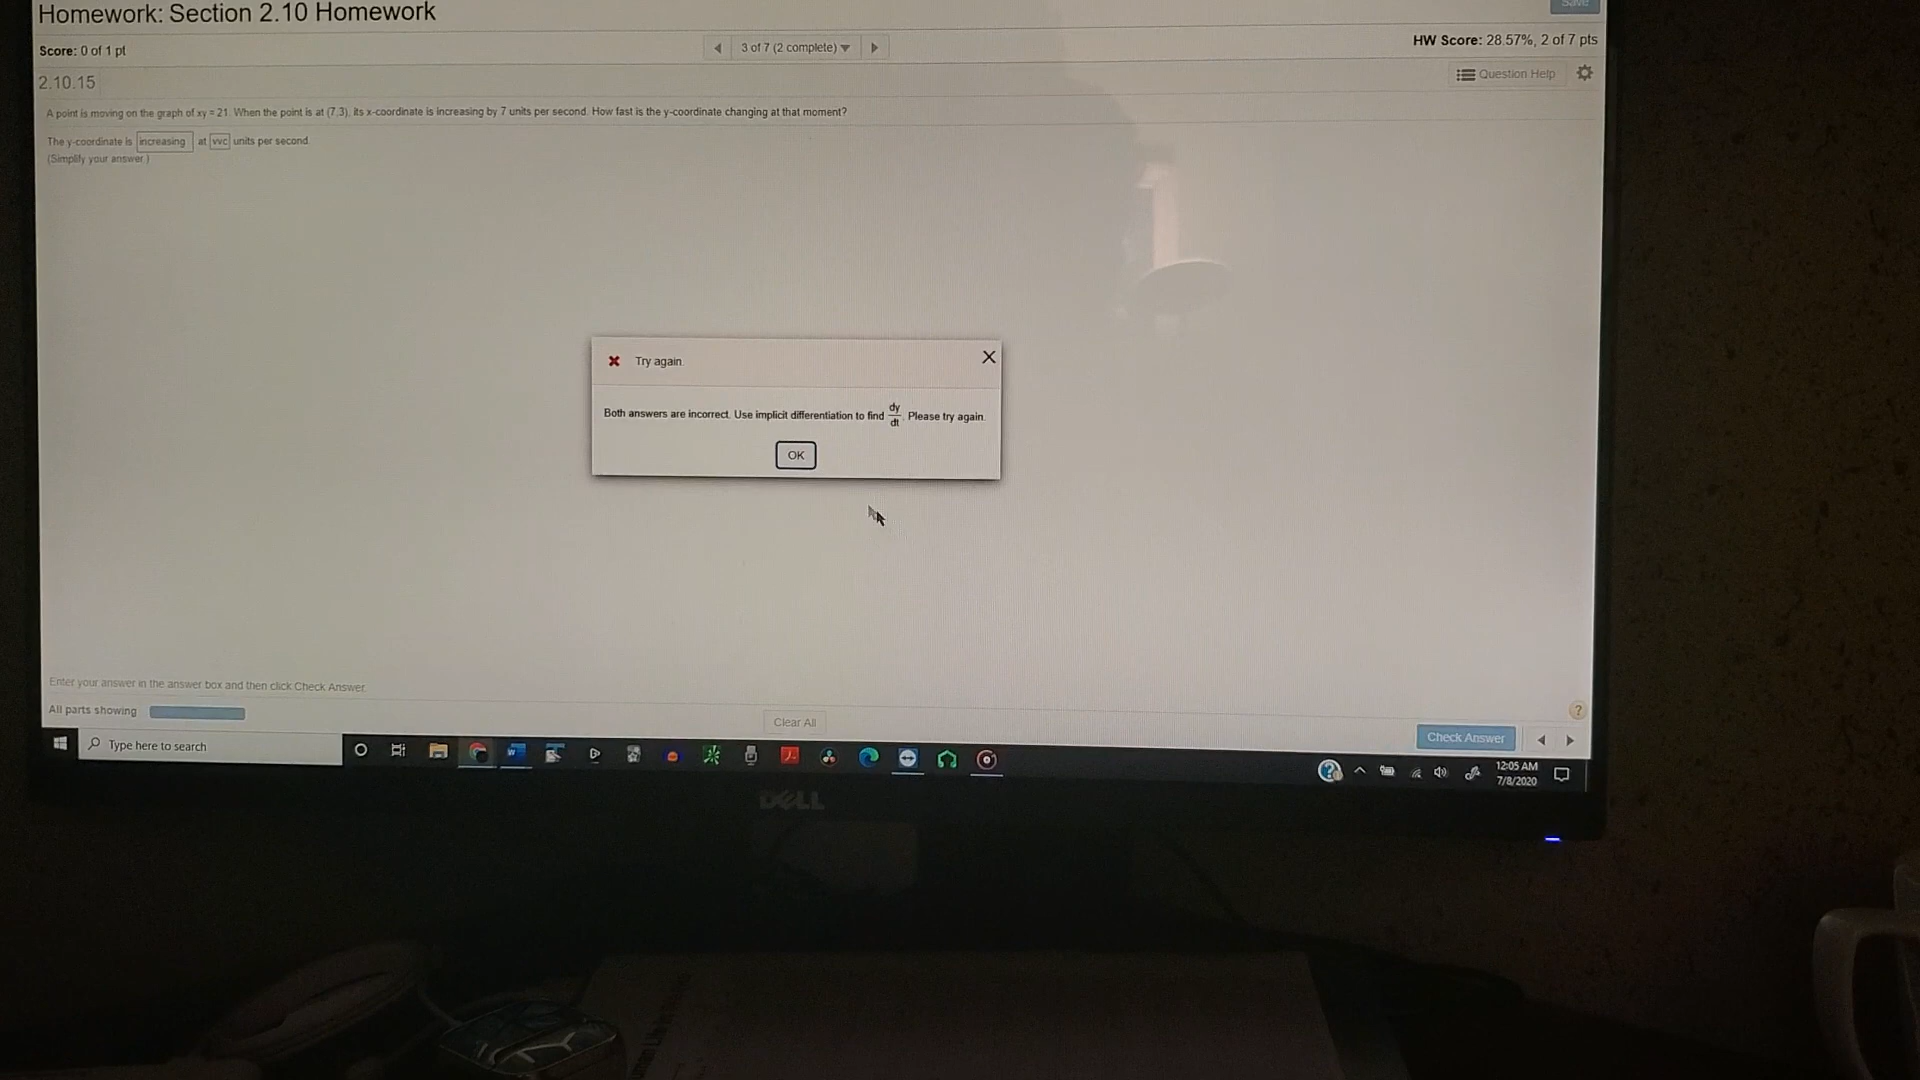 Homework: Section 2.10 Homework
Save
Score: 0 of 1 pt
3 of 7 (2 complete)
HW Score: 28.57%, 2 of 7 pts
2.10.15
Question Help
A point is moving on the graph of xy = 21. When the point is at (7,3), its x-coordinate is increasing by 7 units per second. How fast is the y-coordinate changing at that moment?
The y-coordinate is increasing at vvc units per second.
(Simplify your answer.)
Try again.
Both answers are incorrect. Use implicit differentiation to find dy/dt. Please try again.
OK
Enter your answer in the answer box and then click Check Answer.
All parts showing
Clear All
Check Answer
?
Type here to search
12:05 AM
7/8/2020
DELL